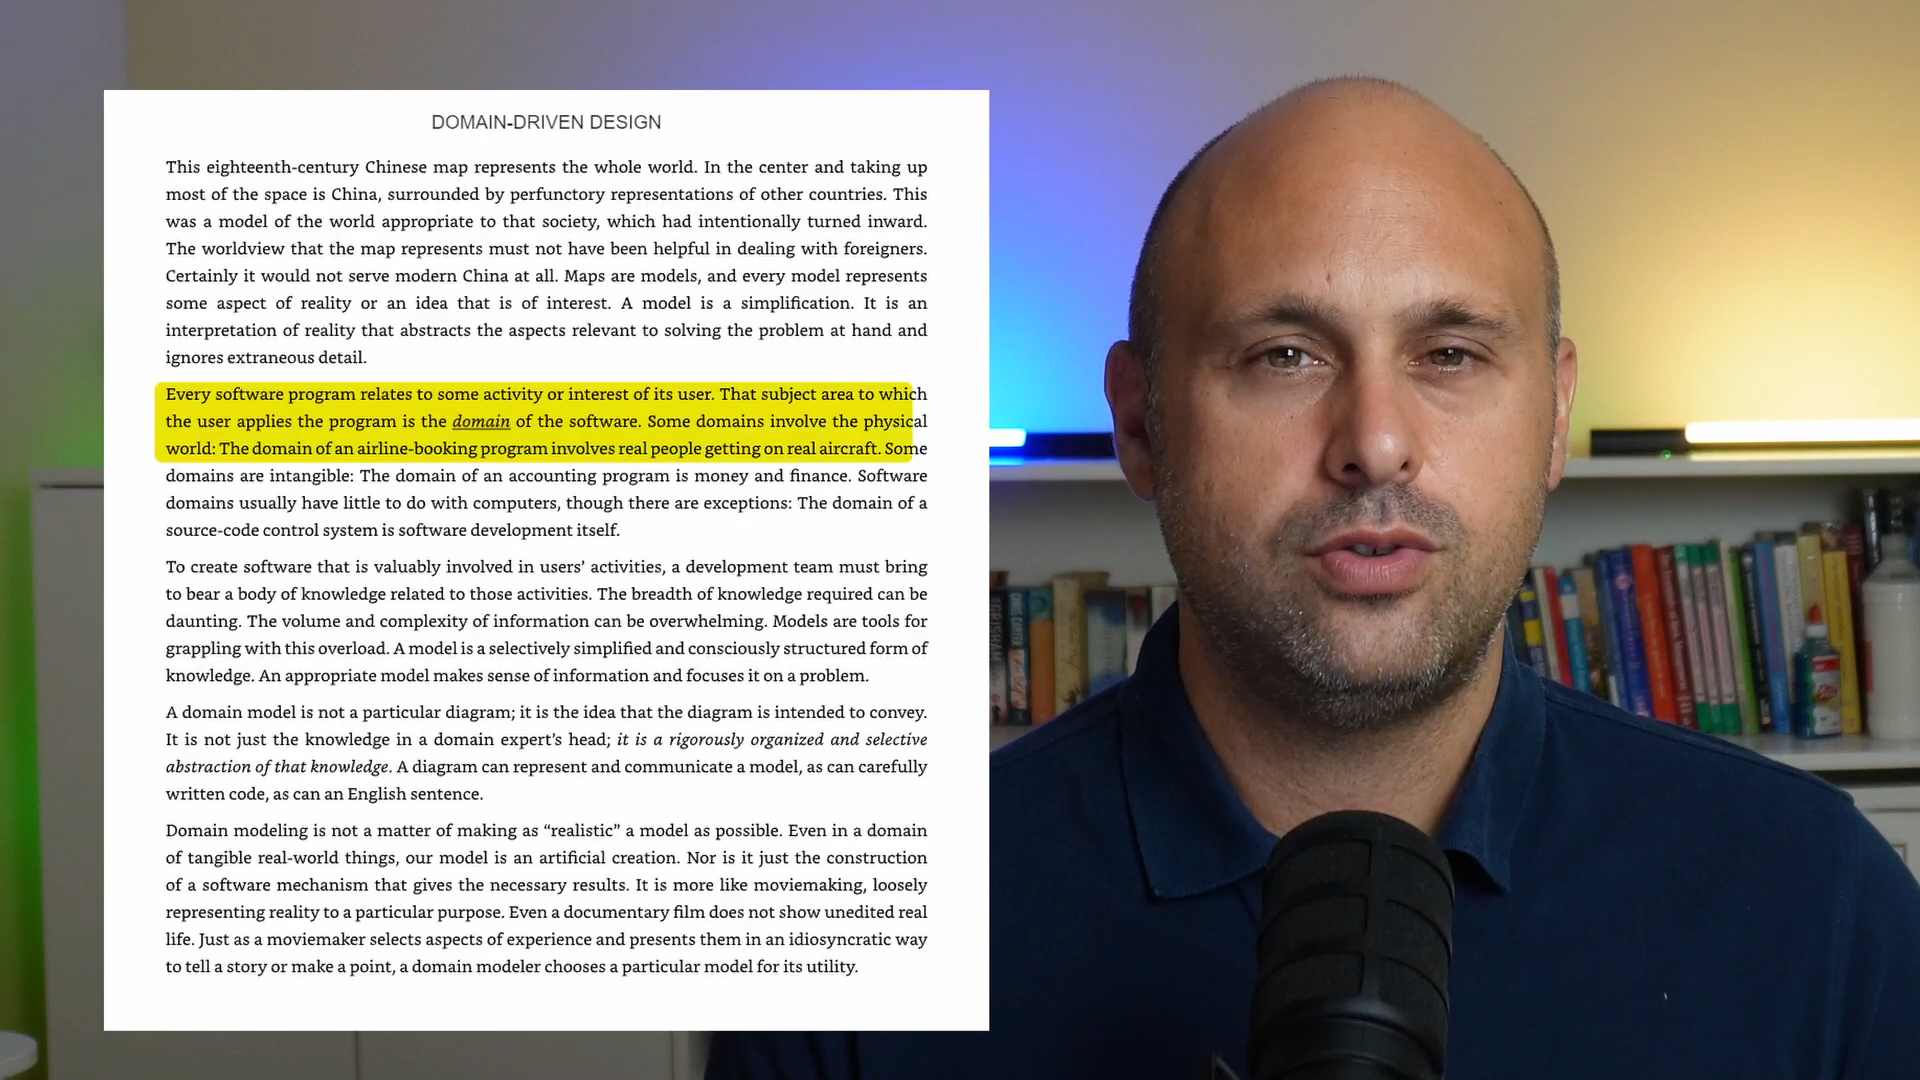 DOMAIN-DRIVEN DESIGN
This eighteenth-century Chinese map represents the whole world. In the center and taking up
most of the space is China, surrounded by perfunctory representations of other countries. This
was a model of the world appropriate to that society, which had intentionally turned inward.
The worldview that the map represents must not have been helpful in dealing with foreigners.
Certainly it would not serve modern China at all. Maps are models, and every model represents
some aspect of reality or an idea that is of interest. A model is a simplification. It is an
interpretation of reality that abstracts the aspects relevant to solving the problem at hand and
ignores extraneous detail.
Every software program relates to some activity or interest of its user. That subject area to which
the user applies the program is the domain of the software. Some domains involve the physical
world: The domain of an airline-booking program involves real people getting on real aircraft. Some
domains are intangible: The domain of an accounting program is money and finance. Software
domains usually have little to do with computers, though there are exceptions: The domain of a
source-code control system is software development itself.
To create software that is valuably involved in users’ activities, a development team must bring
to bear a body of knowledge related to those activities. The breadth of knowledge required can be
daunting. The volume and complexity of information can be overwhelming. Models are tools for
grappling with this overload. A model is a selectively simplified and consciously structured form of
knowledge. An appropriate model makes sense of information and focuses it on a problem.
A domain model is not a particular diagram; it is the idea that the diagram is intended to convey.
It is not just the knowledge in a domain expert’s head; it is a rigorously organized and selective
abstraction of that knowledge. A diagram can represent and communicate a model, as can carefully
written code, as can an English sentence.
Domain modeling is not a matter of making as “realistic” a model as possible. Even in a domain
of tangible real-world things, our model is an artificial creation. Nor is it just the construction
of a software mechanism that gives the necessary results. It is more like moviemaking, loosely
representing reality to a particular purpose. Even a documentary film does not show unedited real
life. Just as a moviemaker selects aspects of experience and presents them in an idiosyncratic way
to tell a story or make a point, a domain modeler chooses a particular model for its utility.